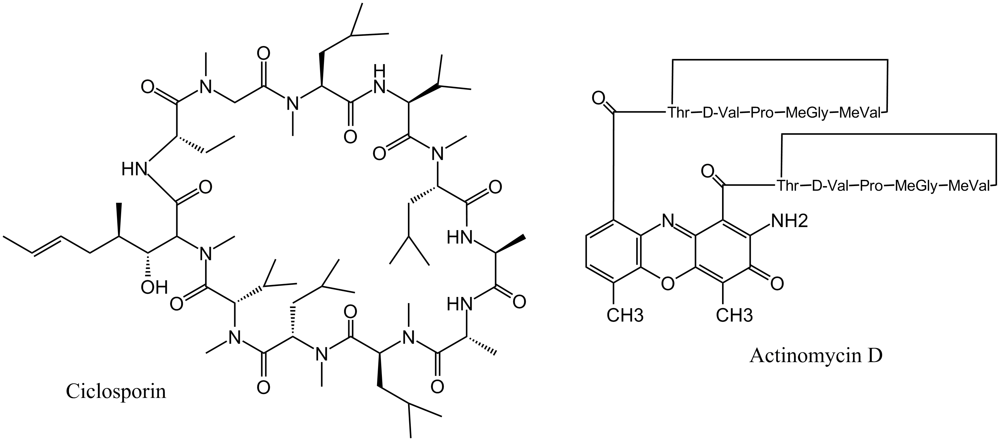 O
N
O
N
H
N
O
O
N
HN
O
O
HN
N
OH
O
O
HN
O
N
N
O
N
O
O
Ciclosporin
O
Thr D-Val Pro MeGly MeVal
O
Thr D-Val Pro MeGly MeVal
N
NH2
O
O
CH3
CH3
Actinomycin D